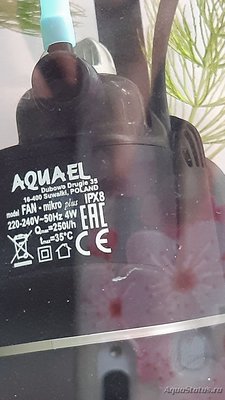 AQUAEL
Dubowo Drugie 35
16-400 Suwałki, POLAND
model FAN - mikro plus IPX8
220-240V~50Hz 4W
Qmax=250l/h
tmax=35°C
EAC
CE
AquaStatus.ru